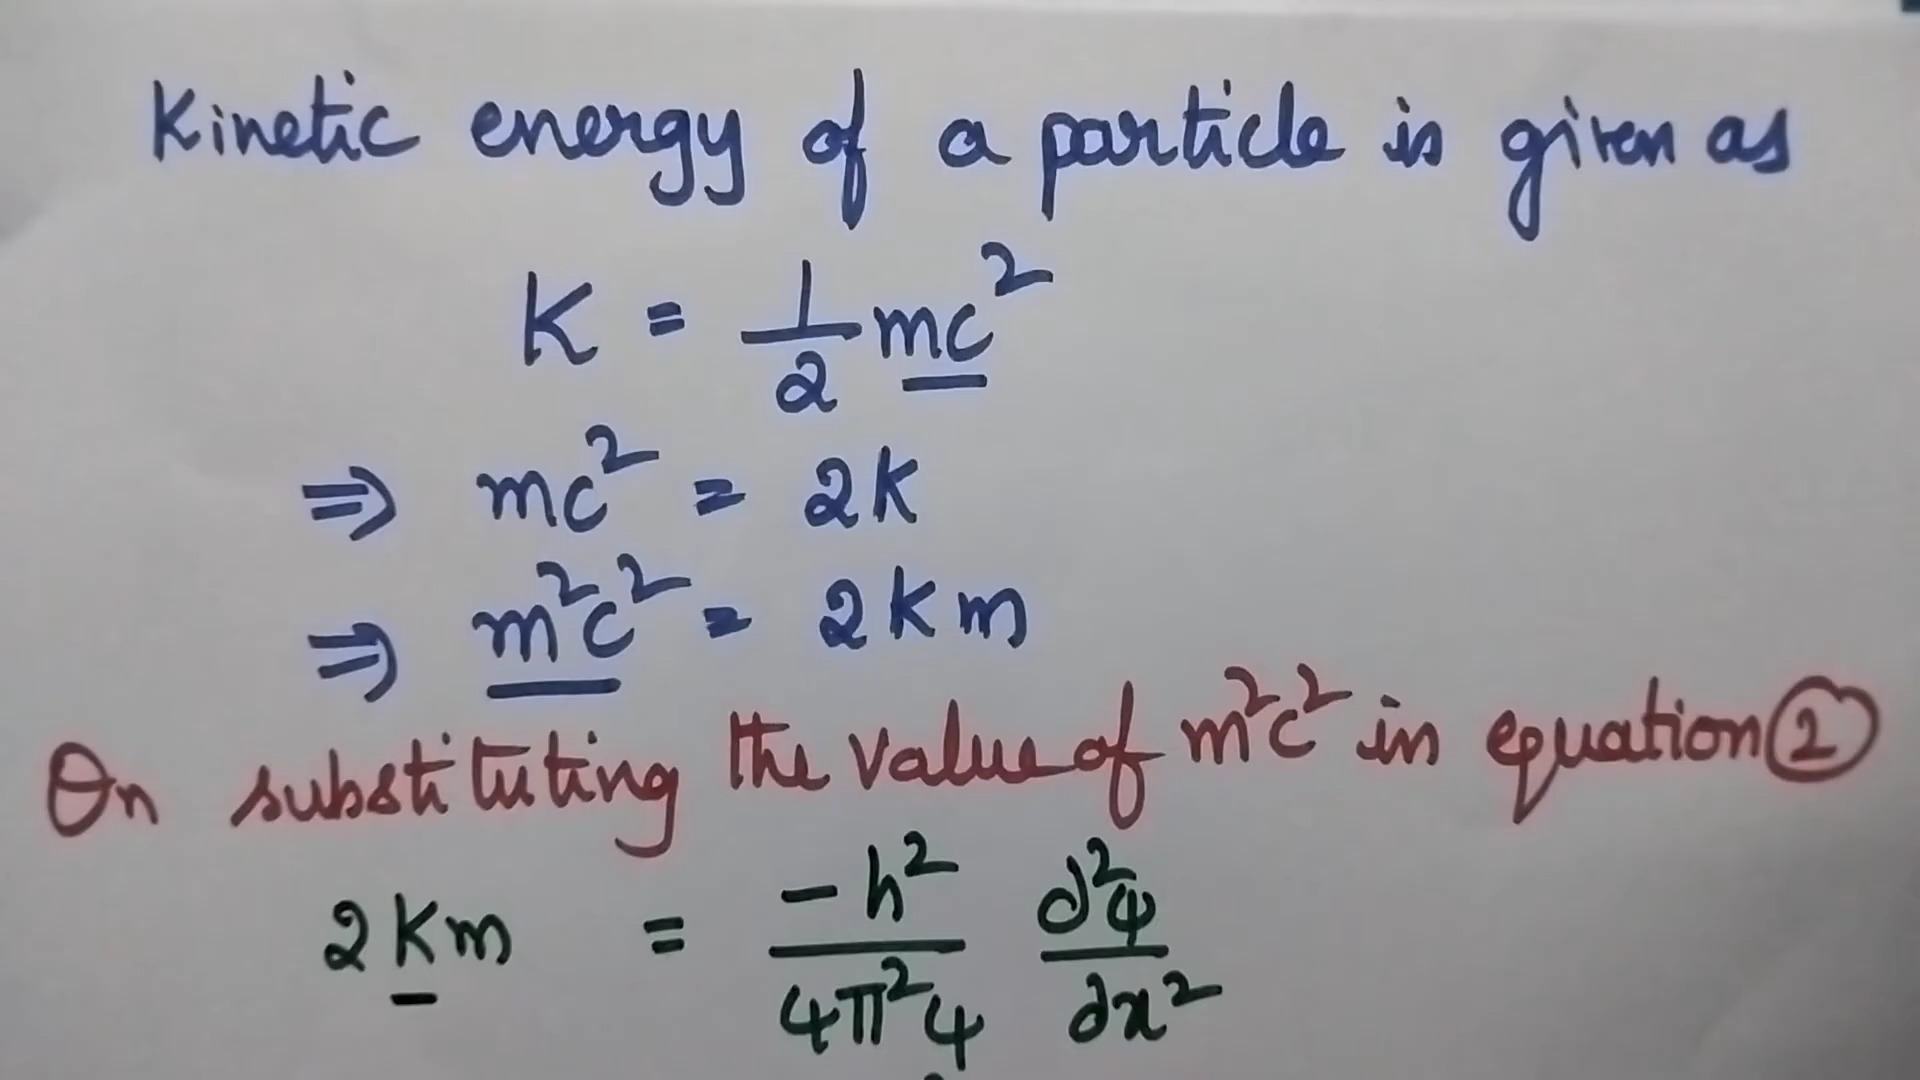 Kinetic energy of a particle is given as
K = 1/2 mc²
⇒ mc² = 2K
⇒ m²c² = 2Km
On substituting the value of m²c² in equation ②
2Km = -h²/4π²ψ d²ψ/dx²